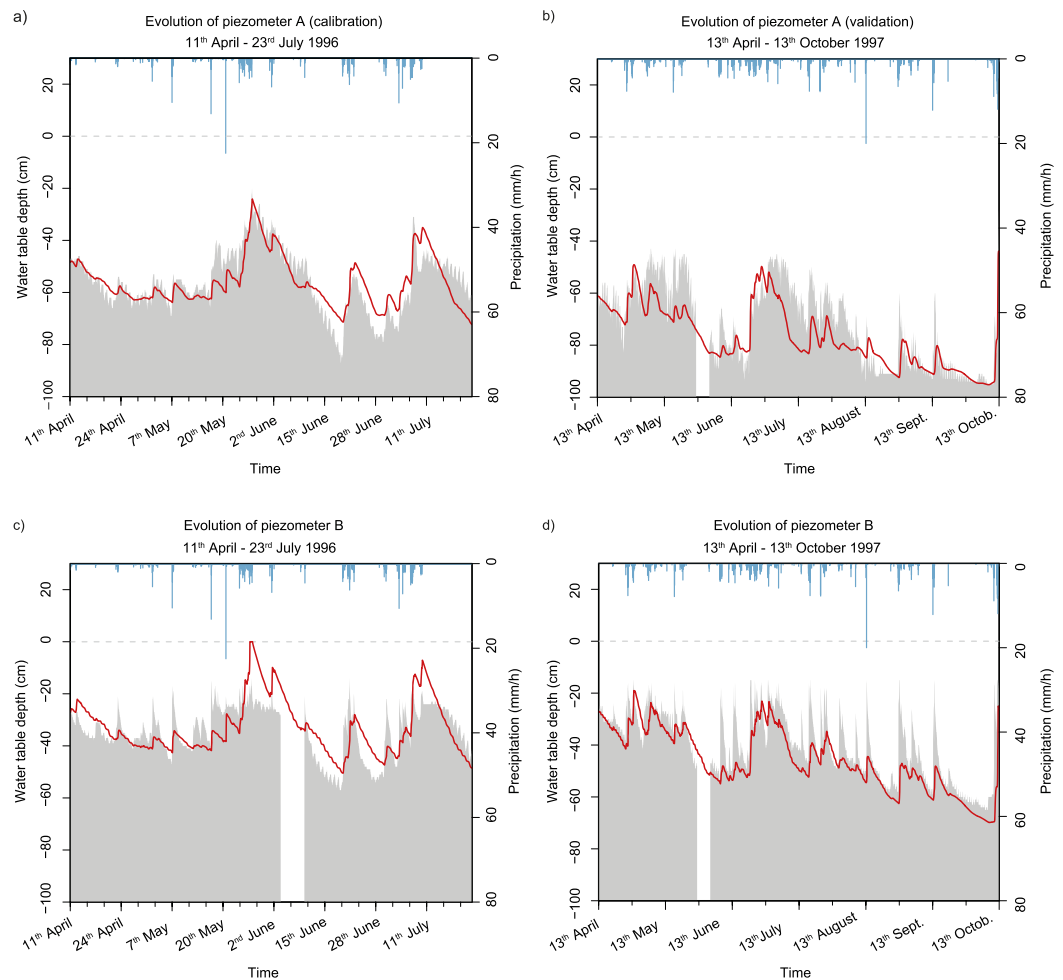 a)
Evolution of piezometer A (calibration)
11th April - 23rd July 1996
Water table depth (cm)
20
0
−20
−40
−60
−80
−100
0
20
40
60
80
Precipitation (mm/h)
11th April
24th April
7th May
20th May
2nd June
15th June
28th June
11th July
Time
b)
Evolution of piezometer A (validation)
13th April - 13th October 1997
Water table depth (cm)
20
0
−20
−40
−60
−80
−100
0
20
40
60
80
Precipitation (mm/h)
13th April
13th May
13th June
13th July
13th August
13th Sept.
13th Octob.
Time
c)
Evolution of piezometer B
11th April - 23rd July 1996
Water table depth (cm)
20
0
−20
−40
−60
−80
−100
0
20
40
60
80
Precipitation (mm/h)
11th April
24th April
7th May
20th May
2nd June
15th June
28th June
11th July
Time
d)
Evolution of piezometer B
13th April - 13th October 1997
Water table depth (cm)
20
0
−20
−40
−60
−80
−100
0
20
40
60
80
Precipitation (mm/h)
13th April
13th May
13th June
13th July
13th August
13th Sept.
13th Octob.
Time